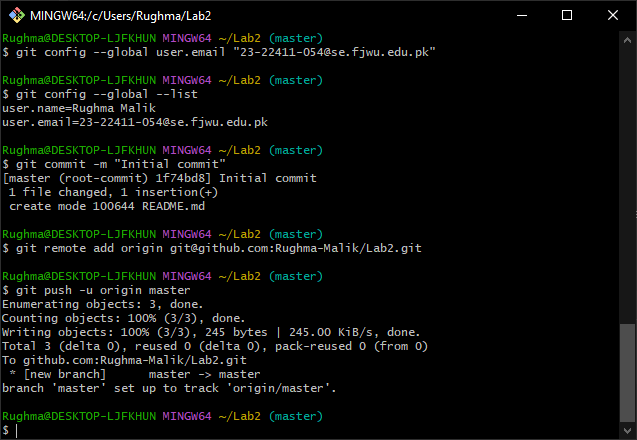 MINGW64:/c/Users/Rughma/Lab2
Rughma@DESKTOP-LJFKHUN MINGW64 ~/Lab2 (master)
$ git config --global user.email "23-22411-054@se.fjwu.edu.pk"
Rughma@DESKTOP-LJFKHUN MINGW64 ~/Lab2 (master)
$ git config --global --list
user.name=Rughma Malik
user.email=23-22411-054@se.fjwu.edu.pk
Rughma@DESKTOP-LJFKHUN MINGW64 ~/Lab2 (master)
$ git commit -m "Initial commit"
[master (root-commit) 1f74bd8] Initial commit
 1 file changed, 1 insertion(+)
 create mode 100644 README.md
Rughma@DESKTOP-LJFKHUN MINGW64 ~/Lab2 (master)
$ git remote add origin git@github.com:Rughma-Malik/Lab2.git
Rughma@DESKTOP-LJFKHUN MINGW64 ~/Lab2 (master)
$ git push -u origin master
Enumerating objects: 3, done.
Counting objects: 100% (3/3), done.
Writing objects: 100% (3/3), 245 bytes | 245.00 KiB/s, done.
Total 3 (delta 0), reused 0 (delta 0), pack-reused 0 (from 0)
To github.com:Rughma-Malik/Lab2.git
 * [new branch]      master -> master
branch 'master' set up to track 'origin/master'.
Rughma@DESKTOP-LJFKHUN MINGW64 ~/Lab2 (master)
$